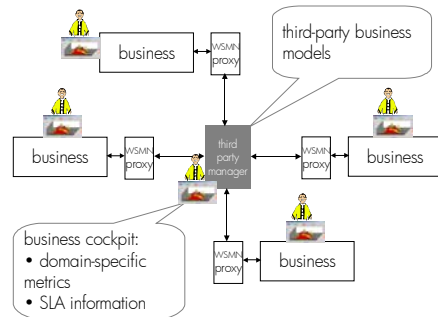 WSMN
proxy
business
third-party business
models
third
party
manager
business
WSMN
proxy
WSMN
proxy
business
business cockpit:
• domain-specific
metrics
• SLA information
WSMN
proxy
business